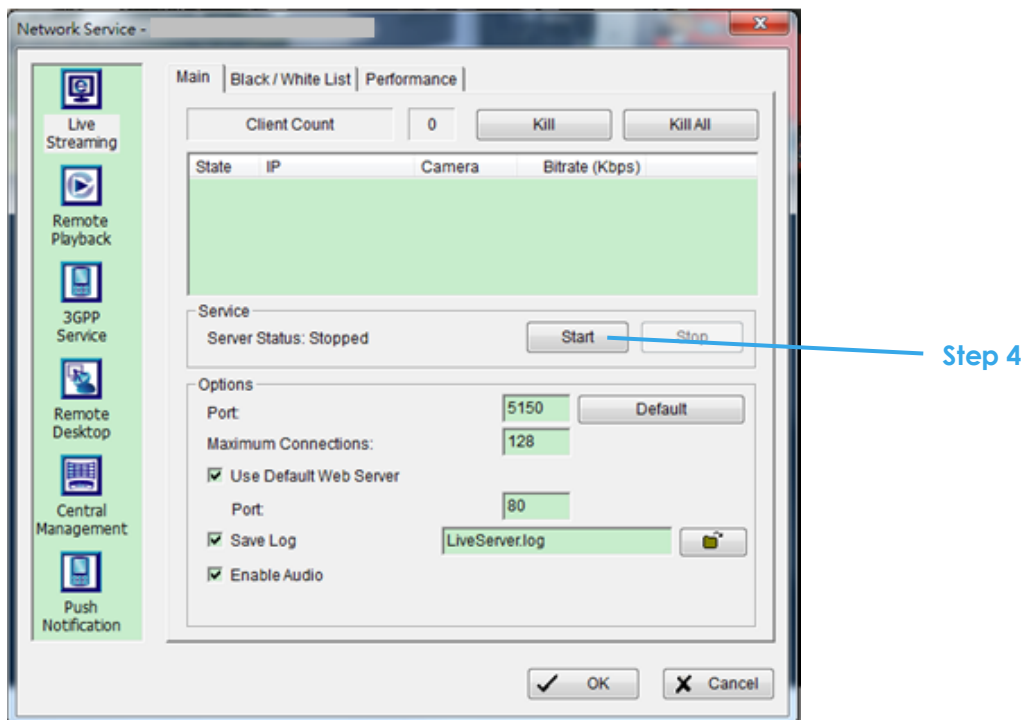 Network Service -
Live
Streaming
Remote
Playback
3GPP
Service
Remote
Desktop
Central
Management
Push
Notification
Main Black / White List Performance
Client Count 0 Kill Kill All
State IP Camera Bitrate (Kbps)
Service
Server Status: Stopped Start Stop
Step 4
Options
Port: 5150 Default
Maximum Connections: 128
Use Default Web Server
Port: 80
Save Log LiveServer.log
Enable Audio
OK Cancel